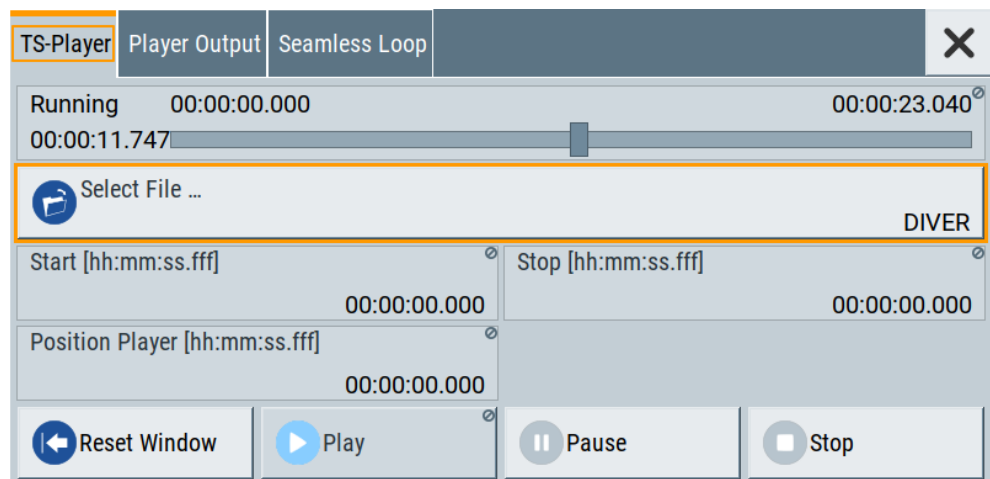 TS-Player Player Output Seamless Loop
Running 00:00:00.000 00:00:23.040
00:00:11.747
Select File ...
DIVER
Start [hh:mm:ss.fff] Stop [hh:mm:ss.fff]
00:00:00.000 00:00:00.000
Position Player [hh:mm:ss.fff]
00:00:00.000
Reset Window Play Pause Stop